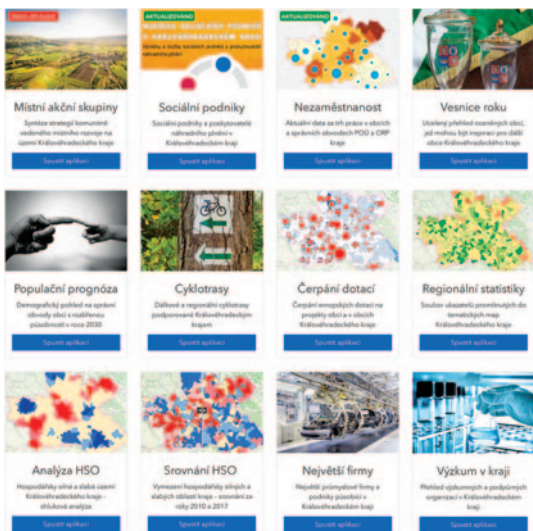 AKTUALIZOVÁNO
AKTUALIZOVÁNO
Místní akční skupiny
Syntéza strategií komunitně
vedeného místního rozvoje na
území Královéhradeckého kraje
Spustit aplikaci
Sociální podniky
Sociální podniky a poskytovatelé
náhradního plnění v
Královéhradeckém kraji
Spustit aplikaci
Nezaměstnanost
Aktuální data za trh práce v obcích
a správních obvodech POÚ a ORP
kraje
Spustit aplikaci
Vesnice roku
Ucelený přehled oceněných obcí,
jež mohou být inspirací pro další
obce Královéhradeckého kraje
Spustit aplikaci
Populační prognóza
Demografický pohled na správní
obvody obcí s rozšířenou
působností v roce 2030
Spustit aplikaci
Cyklotrasy
Dálkové a regionální cyklotrasy
podporované Královéhradeckým
krajem
Spustit aplikaci
Čerpání dotací
Čerpání evropských dotací na
projekty obcí a v obcích
Královéhradeckého kraje
Spustit aplikaci
Regionální statistiky
Soubor ukazatelů promítnutých do
tematických map
Královéhradeckého kraje
Spustit aplikaci
Analýza HSO
Hospodářsky silná a slabá území
Královéhradeckého kraje -
shluková analýza
Spustit aplikaci
Srovnání HSO
Vymezení hospodářsky silných a
slabých oblastí kraje - srovnání za
roky 2010 a 2017
Spustit aplikaci
Největší firmy
Největší průmyslové firmy a
podniky působící v
Královéhradeckém kraji
Spustit aplikaci
Výzkum v kraji
Přehled výzkumných a podpůrných
organizací v Královéhradeckém
kraji
Spustit aplikaci